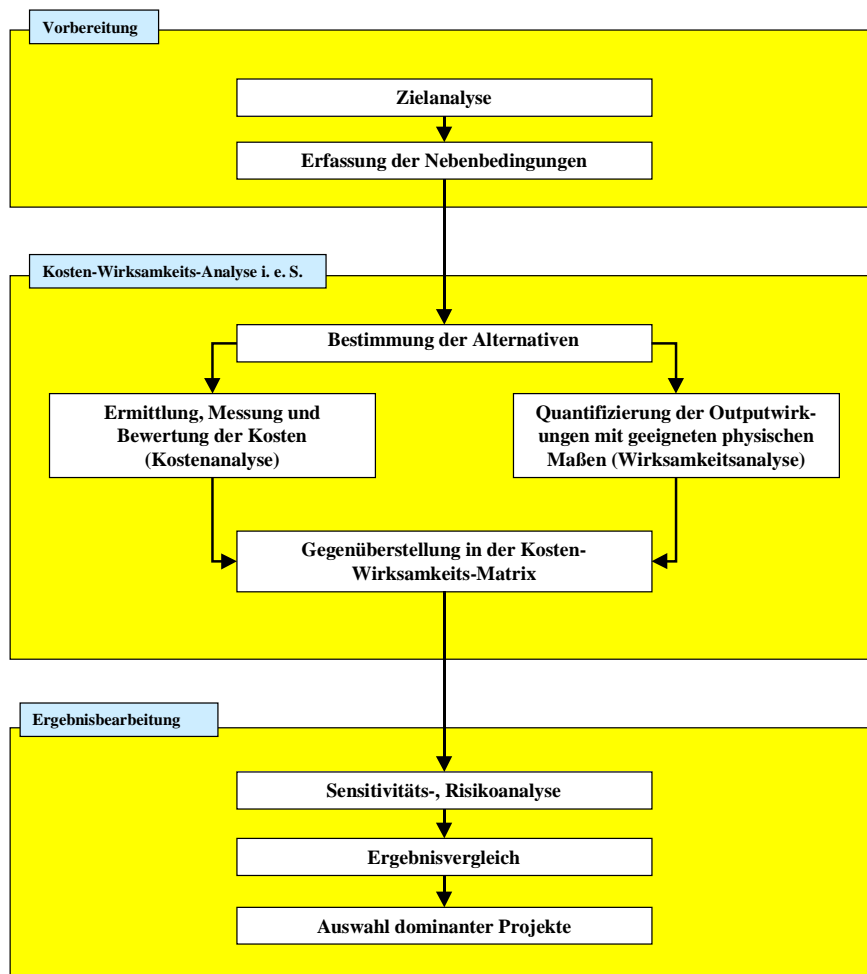 Vorbereitung
Zielanalyse
Erfassung der Nebenbedingungen
Kosten-Wirksamkeits-Analyse i. e. S.
Bestimmung der Alternativen
Ermittlung, Messung und
Bewertung der Kosten
(Kostenanalyse)
Quantifizierung der Outputwirk-
ungen mit geeigneten physischen
Maßen (Wirksamkeitsanalyse)
Gegenüberstellung in der Kosten-
Wirksamkeits-Matrix
Ergebnisbearbeitung
Sensitivitäts-, Risikoanalyse
Ergebnisvergleich
Auswahl dominanter Projekte